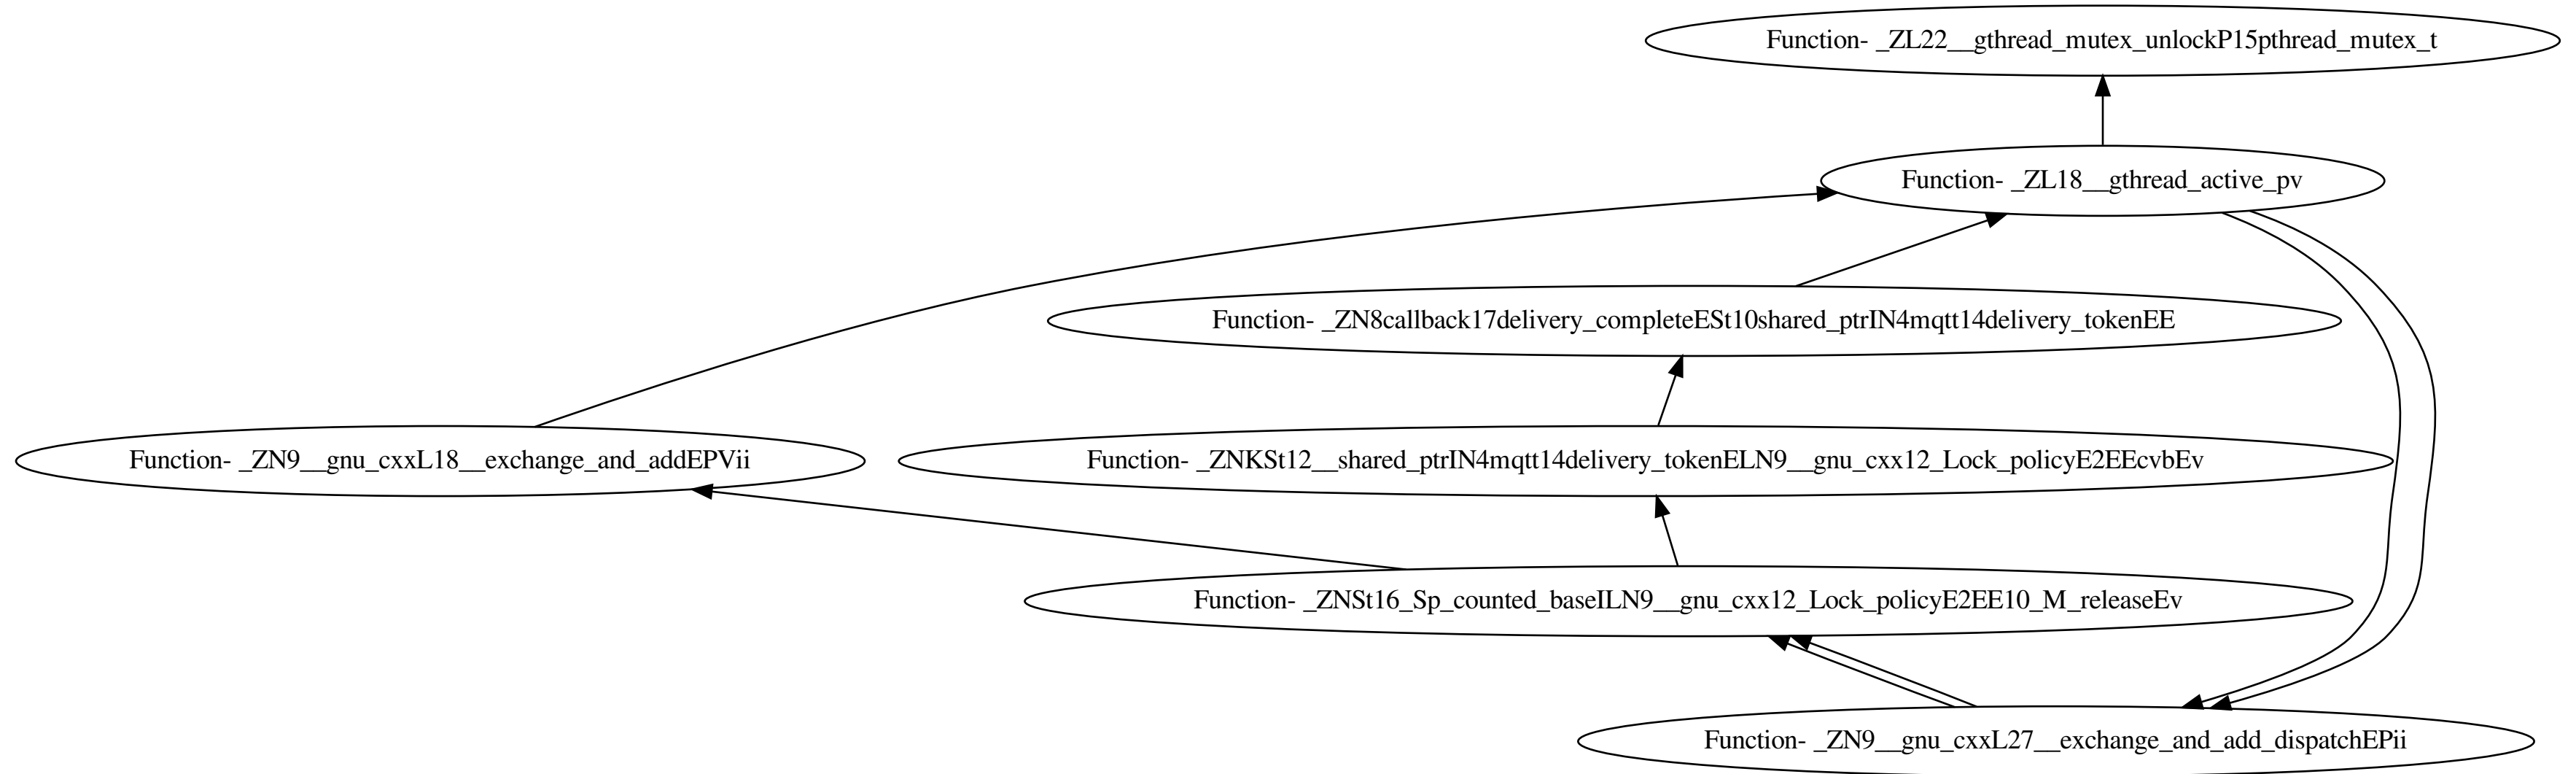 Function- _ZL22__gthread_mutex_unlockP15pthread_mutex_t
Function- _ZL18__gthread_active_pv
Function- _ZN8callback17delivery_completeESt10shared_ptrIN4mqtt14delivery_tokenEE
Function- _ZN9__gnu_cxxL18__exchange_and_addEPVii
Function- _ZNKSt12__shared_ptrIN4mqtt14delivery_tokenELN9__gnu_cxx12_Lock_policyE2EEcvbEv
Function- _ZNSt16_Sp_counted_baseILN9__gnu_cxx12_Lock_policyE2EE10_M_releaseEv
Function- _ZN9__gnu_cxxL27__exchange_and_add_dispatchEPii